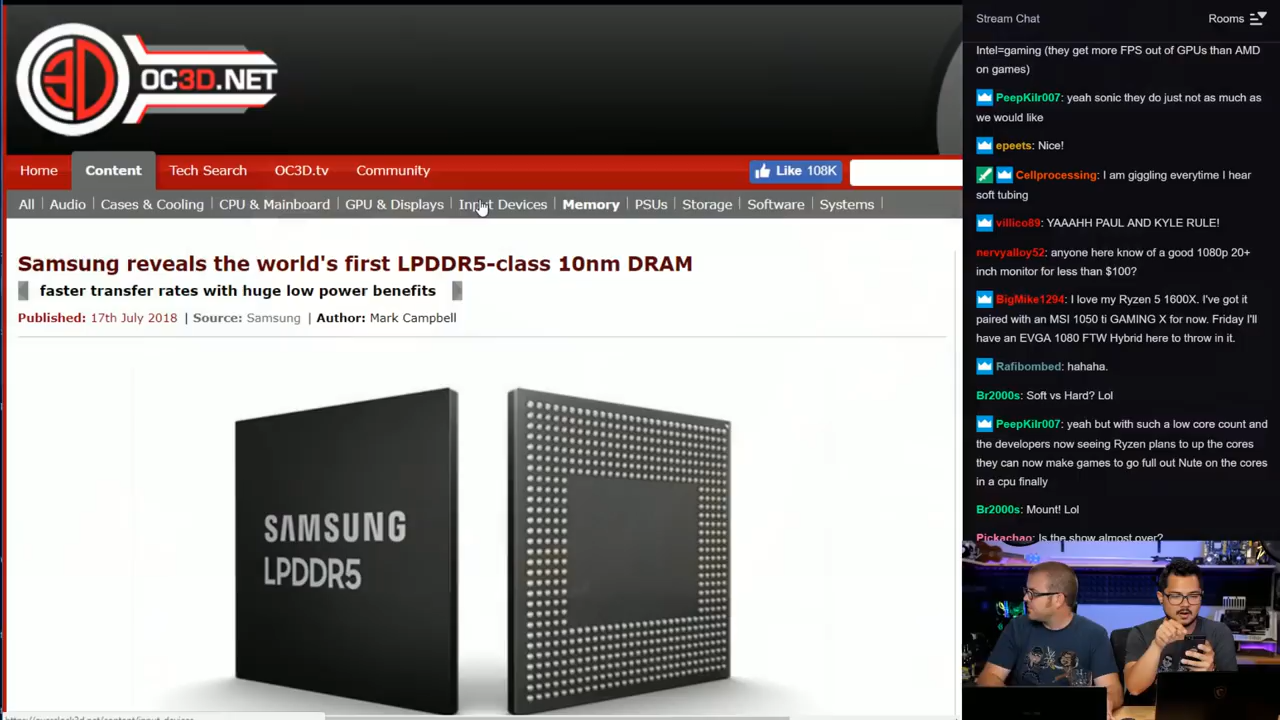 OC3D.NET
Home
Content
Tech Search
OC3D.tv
Community
Like 108K
All
Audio
Cases & Cooling
CPU & Mainboard
GPU & Displays
Input Devices
Memory
PSUs
Storage
Software
Systems
Samsung reveals the world's first LPDDR5-class 10nm DRAM
faster transfer rates with huge low power benefits
Published: 17th July 2018 | Source: Samsung | Author: Mark Campbell
SAMSUNG
LPDDR5
Stream Chat
Rooms
Intel=gaming (they get more FPS out of GPUs than AMD
on games)
PeepKilr007: yeah sonic they do just not as much as
we would like
epeets: Nice!
Cellprocessing: I am giggling everytime I hear
soft tubing
villico89: YAAAHH PAUL AND KYLE RULE!
nervyalloy52: anyone here know of a good 1080p 20+
inch monitor for less than $100?
BigMike1294: I love my Ryzen 5 1600X. I've got it
paired with an MSI 1050 ti GAMING X for now. Friday I'll
have an EVGA 1080 FTW Hybrid here to throw in it.
Rafibombed: hahaha.
Br2000s: Soft vs Hard? Lol
PeepKilr007: yeah but with such a low core count and
the developers now seeing Ryzen plans to up the cores
they can now make games to go full out Nute on the cores
in a cpu finally
Br2000s: Mount! Lol
Pickachao: Is the show almost over?